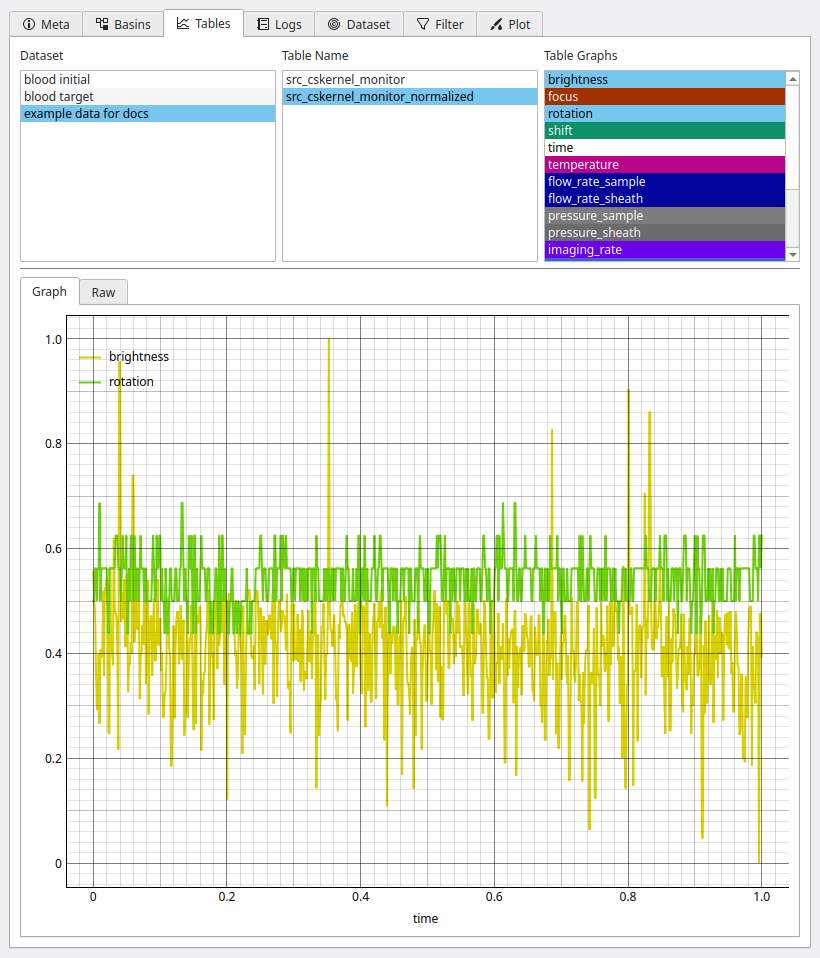 Meta Basins Tables Logs Dataset Filter Plot
Dataset Table Name Table Graphs
blood initial src_cskernel_monitor brightness
blood target src_cskernel_monitor_normalized focus
example data for docs rotation
shift
time
temperature
flow_rate_sample
flow_rate_sheath
pressure_sample
pressure_sheath
imaging_rate
Graph Raw
1.0
brightness
rotation
0.8
0.6
0.4
0.2
0
0 0.2 0.4 0.6 0.8 1.0
time